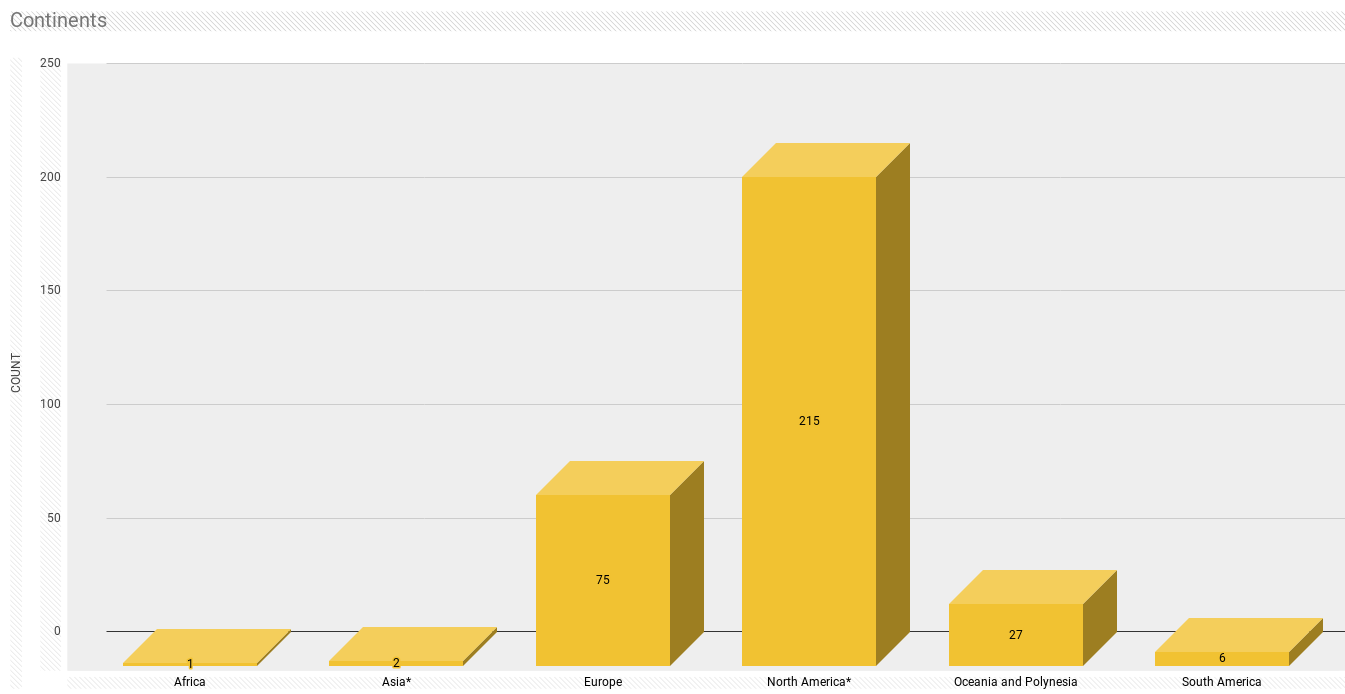 Continents
250
200
150
100
50
0
COUNT
1
2
75
215
27
6
Africa
Asia*
Europe
North America*
Oceania and Polynesia
South America